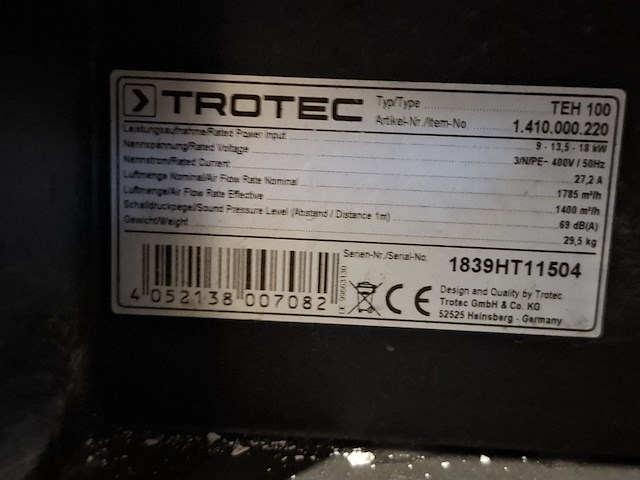 TROTEC
Typ/Type TEH 100
Artikel-Nr./Item-No. 1.410.000.220
Leistungsaufnahme/Rated Power Input 9 - 13,5 - 18 kW
Nennspannung/Rated Voltage 3/N/PE~ 400V / 50Hz
Nennstrom/Rated Current 27,2 A
Luftmenge Nominal/Air Flow Rate Nominal 1785 m³/h
Luftmenge/Air Flow Rate Effective 1400 m³/h
Schalldruckpegel/Sound Pressure Level (Abstand / Distance 1m) 69 dB(A)
Gewicht/Weight 29,5 kg
Serien-Nr./Serial-No: 1839HT11504
4 052138 007082
CE
Design and Quality by Trotec
Trotec GmbH & Co. KG
52525 Heinsberg - Germany